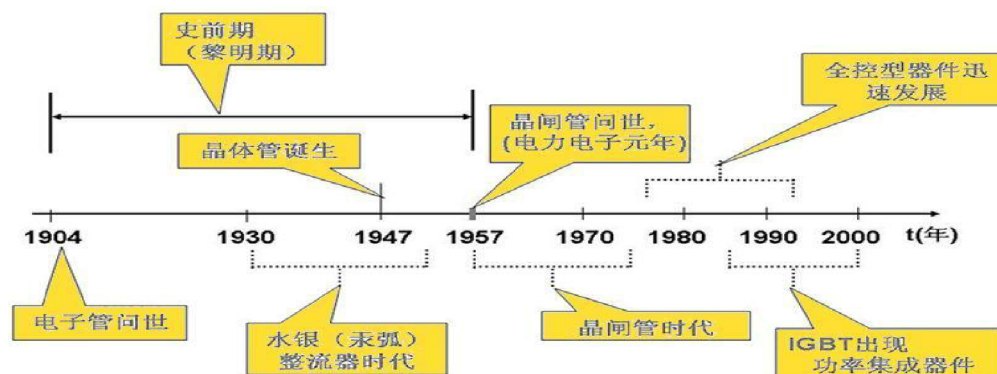 史前期
（黎明期）
全控型器件迅
速发展
晶闸管问世，
(电力电子元年)
晶体管诞生
1904
1930
1947
1957
1970
1980
1990
2000
t(年)
电子管问世
水银（汞弧）
整流器时代
晶闸管时代
IGBT出现
功率集成器件